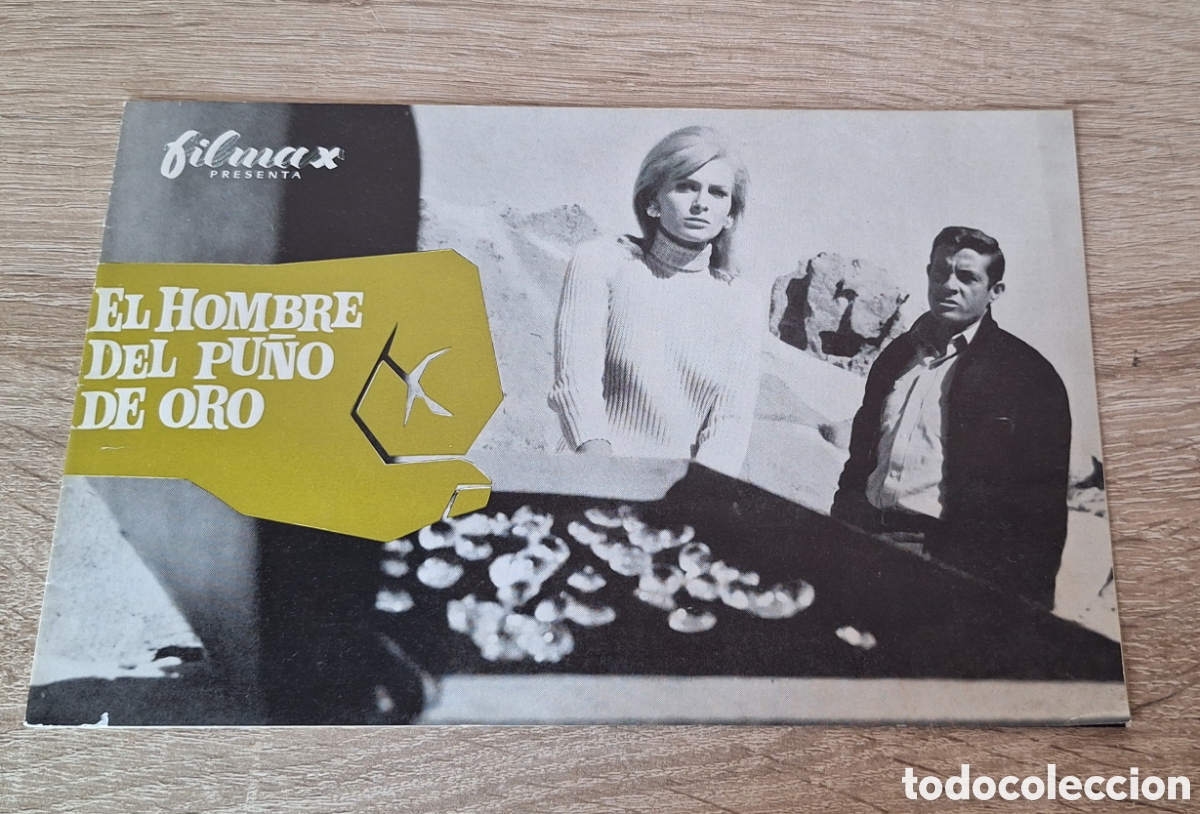 filmax
PRESENTA
EL HOMBRE
DEL PUÑO
DE ORO
todocoleccion